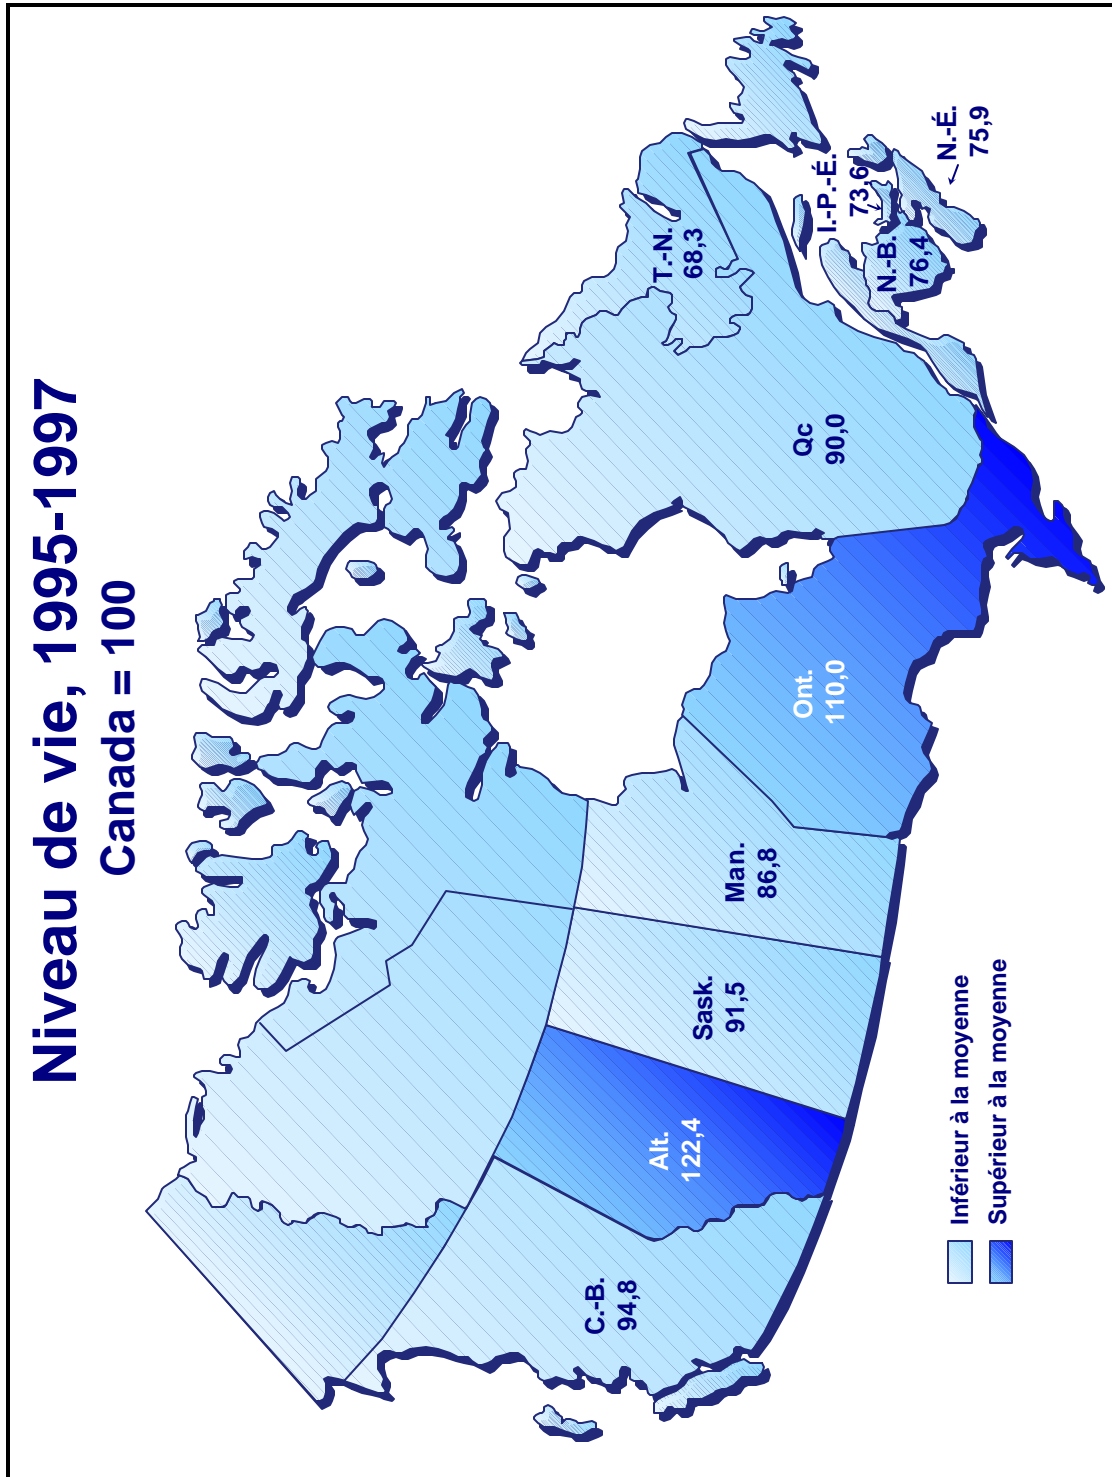 Niveau de vie, 1995-1997
Canada = 100
C.-B.
94,8
Alt.
122,4
Sask.
91,5
Man.
86,8
Ont.
110,0
Qc
90,0
T.-N.
68,3
N.-B.
76,4
I.-P.-É.
73,6
N.-É.
75,9
Inférieur à la moyenne
Supérieur à la moyenne